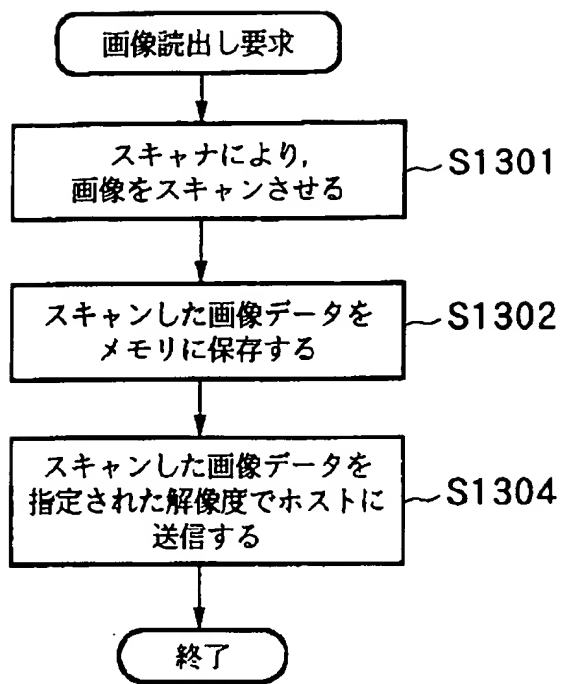 画像読出し要求
スキャナにより,
画像をスキャンさせる
S1301
スキャンした画像データを
メモリに保存する
S1302
スキャンした画像データを
指定された解像度でホストに
送信する
S1304
終了